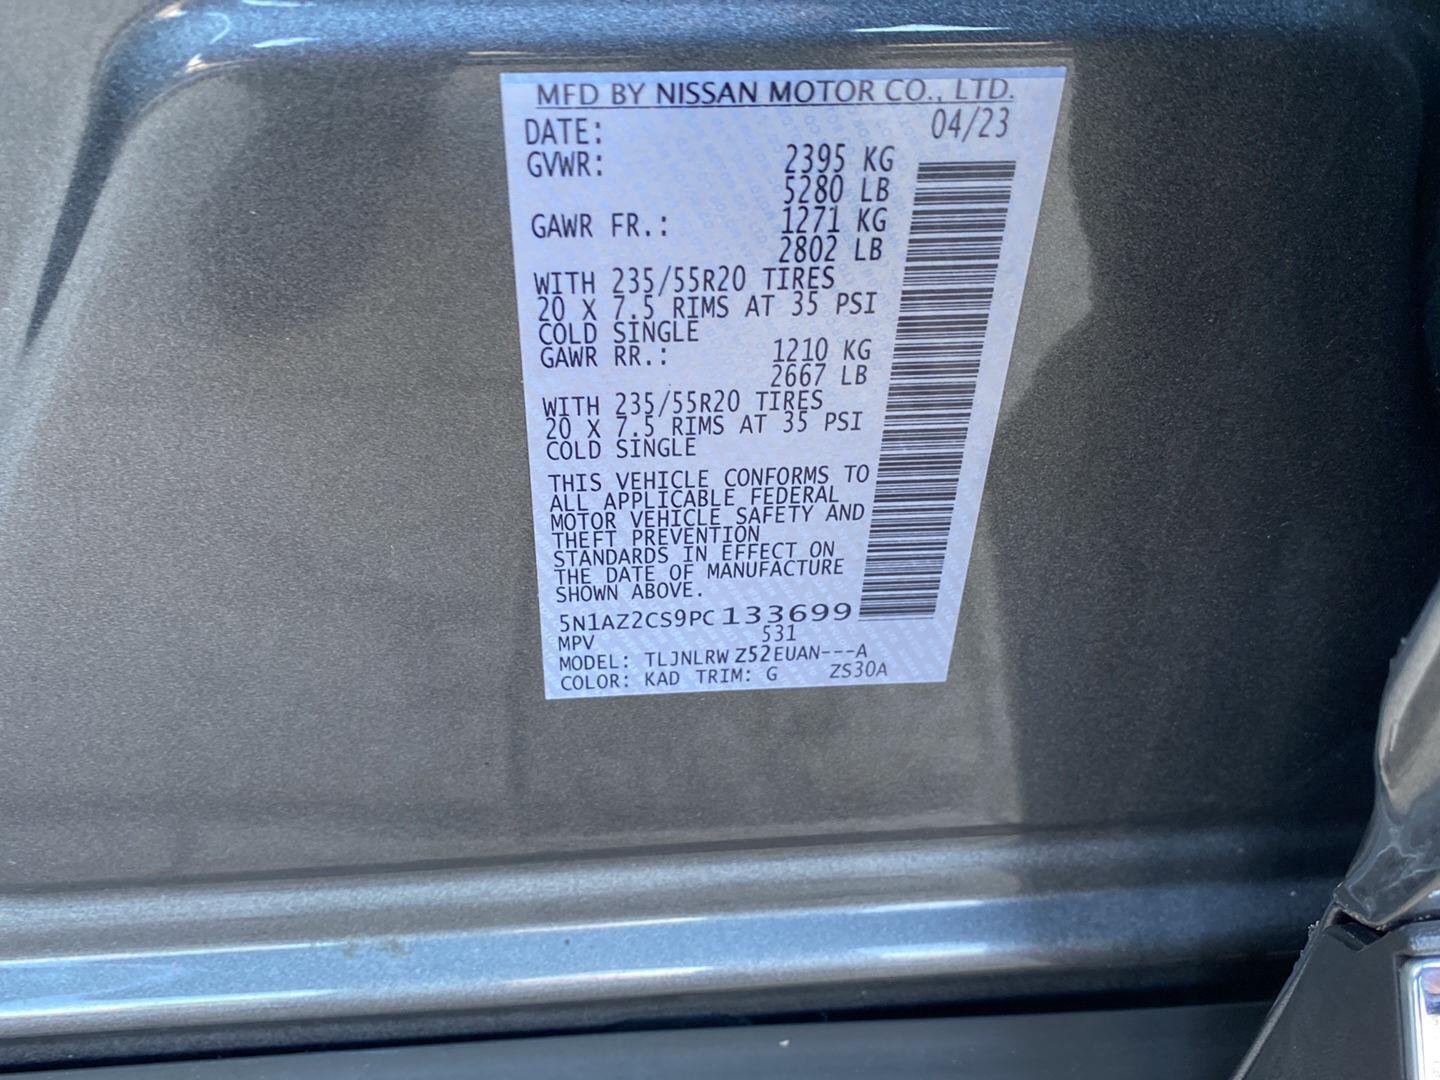 MFD BY NISSAN MOTOR CO., LTD.
DATE: 04/23
GVWR: 2395 KG
5280 LB
GAWR FR.: 1271 KG
2802 LB
WITH 235/55R20 TIRES
20 X 7.5 RIMS AT 35 PSI
COLD SINGLE
GAWR RR.: 1210 KG
2667 LB
WITH 235/55R20 TIRES
20 X 7.5 RIMS AT 35 PSI
COLD SINGLE
THIS VEHICLE CONFORMS TO
ALL APPLICABLE FEDERAL
MOTOR VEHICLE SAFETY AND
THEFT PREVENTION
STANDARDS IN EFFECT ON
THE DATE OF MANUFACTURE
SHOWN ABOVE.
5N1AZ2CS9PC133699
MPV 531
MODEL: TLJNLRWZ52EUAN---A
COLOR: KAD TRIM: G ZS30A